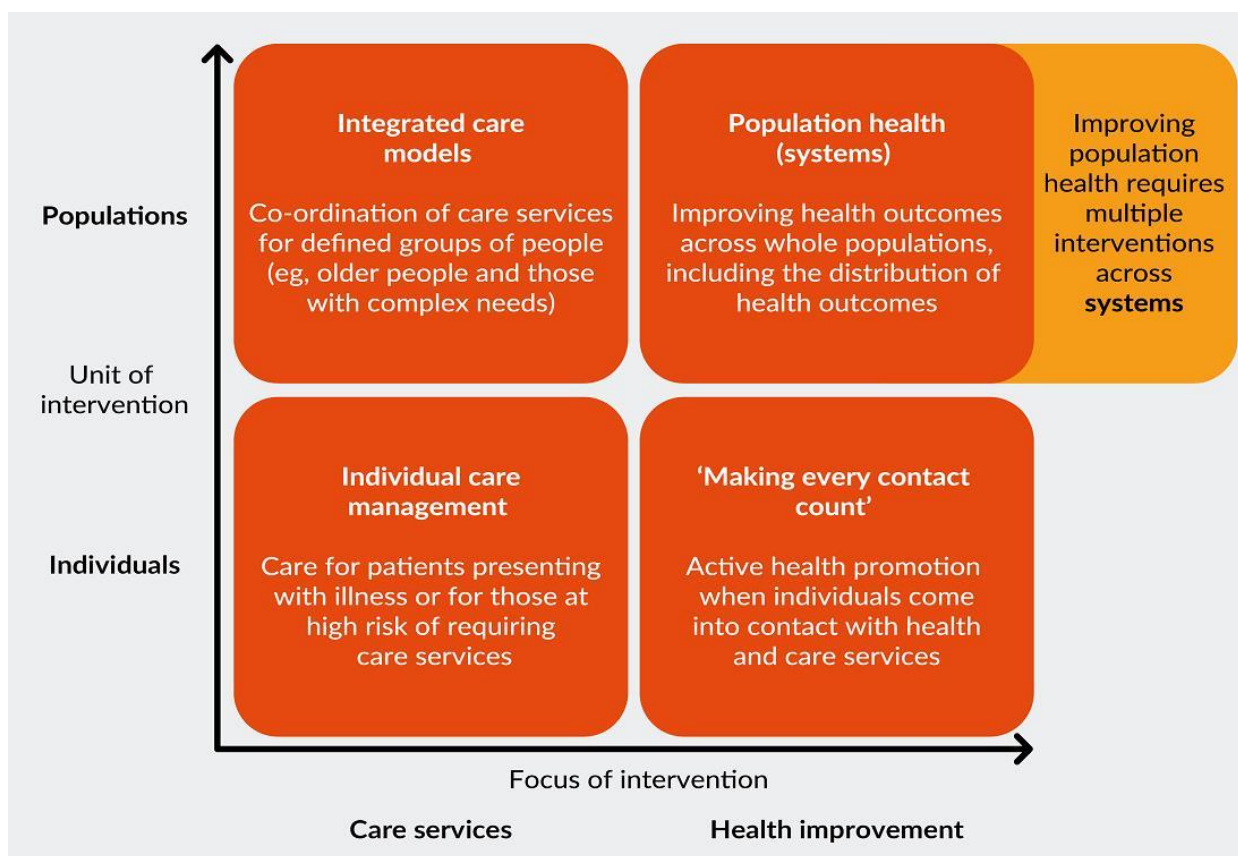 Integrated care
models
Co-ordination of care services
for defined groups of people
(eg, older people and those
with complex needs)
Population health
(systems)
Improving health outcomes
across whole populations,
including the distribution of
health outcomes
Improving
population
health requires
multiple
interventions
across
systems
Populations
Unit of
intervention
Individuals
Individual care
management
Care for patients presenting
with illness or for those at
high risk of requiring
care services
‘Making every contact
count’
Active health promotion
when individuals come
into contact with health
and care services
Focus of intervention
Care services
Health improvement